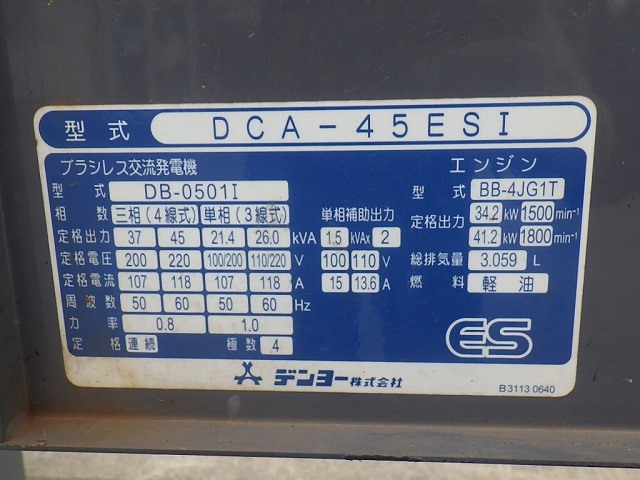 型式 DCA-45ESI
ブラシレス交流発電機 エンジン
型式 DB-0501I 型式 BB-4JG1T
相数 三相(4線式) 単相(3線式) 単相補助出力 定格出力 34.2 kW 1500 min⁻¹
定格出力 37 45 21.4 26.0 kVA 1.5 kVAx 2 41.2 kW 1800 min⁻¹
定格電圧 200 220 100/200 110/220 V 100 110 V 総排気量 3.059 L
定格電流 107 118 107 118 A 15 13.6 A 燃料 軽油
周波数 50 60 50 60 Hz
力率 0.8 1.0
定格 連続 極数 4 ES
デンヨー株式会社
B3113 0640